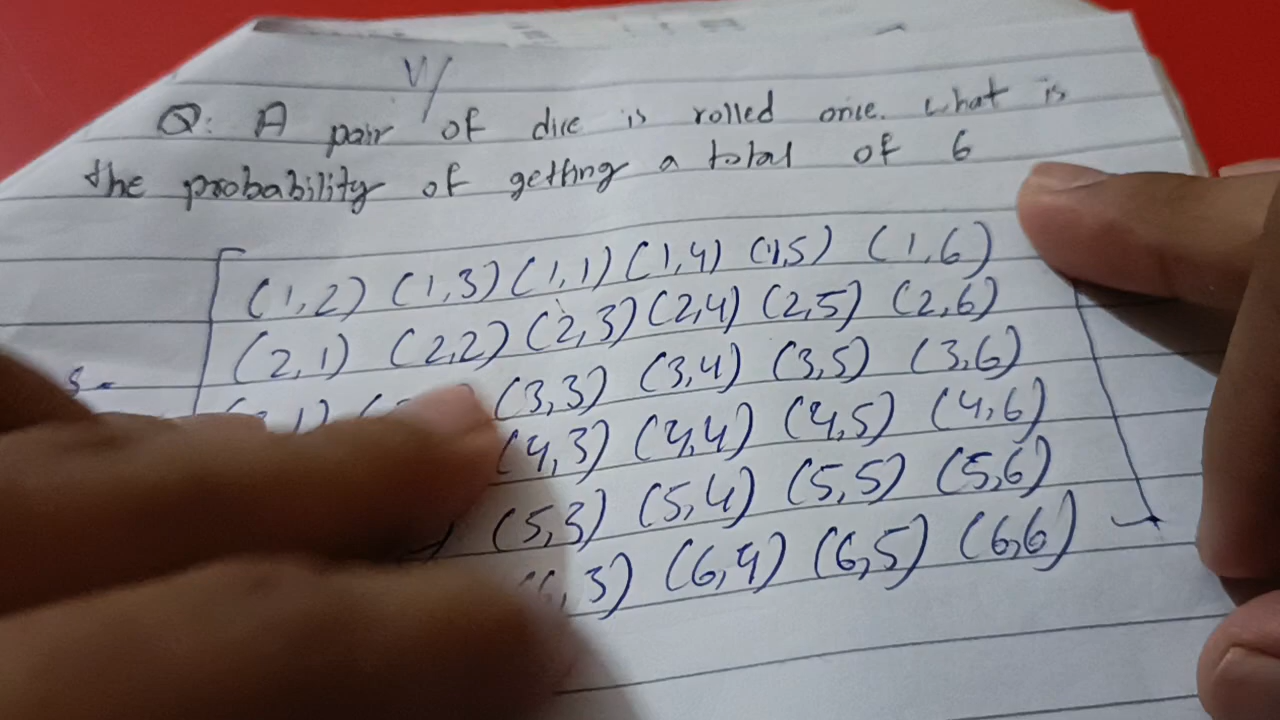 Q: A pair of dice is rolled once. what is
the probability of getting a total of 6
(1,2) (1,3) (1,1) (1,4) (1,5) (1,6)
(2,1) (2,2) (2,3) (2,4) (2,5) (2,6)
S=
(3,3) (3,4) (3,5) (3,6)
(4,3) (4,4) (4,5) (4,6)
(5,3) (5,4) (5,5) (5,6)
,3) (6,4) (6,5) (6,6)